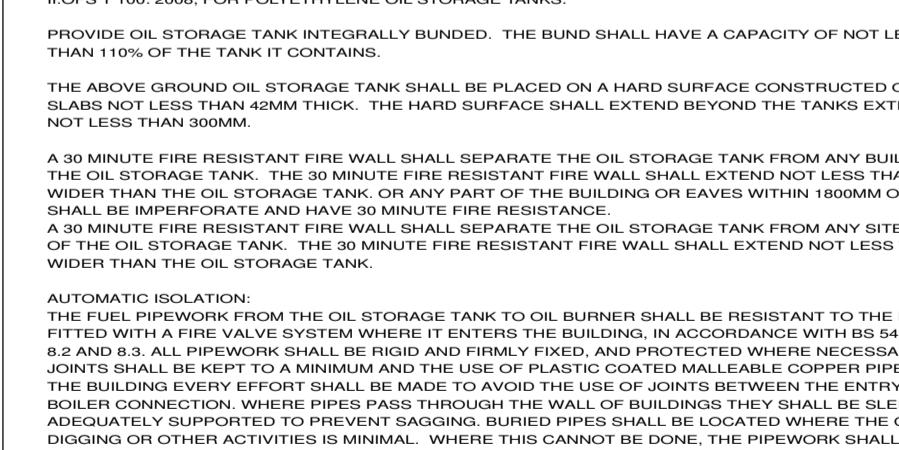 PROVIDE OIL STORAGE TANK INTEGRALLY BUNDED.  THE BUND SHALL HAVE A CAPACITY OF NOT
THAN 110% OF THE TANK IT CONTAINS.
THE ABOVE GROUND OIL STORAGE TANK SHALL BE PLACED ON A HARD SURFACE CONSTRUCTED
SLABS NOT LESS THAN 42MM THICK.  THE HARD SURFACE SHALL EXTEND BEYOND THE TANKS
NOT LESS THAN 300MM.
A 30 MINUTE FIRE RESISTANT FIRE WALL SHALL SEPARATE THE OIL STORAGE TANK FROM ANY
THE OIL STORAGE TANK.  THE 30 MINUTE FIRE RESISTANT FIRE WALL SHALL EXTEND NOT LESS
WIDER THAN THE OIL STORAGE TANK. OR ANY PART OF THE BUILDING OR EAVES WITHIN 1800MM
SHALL BE IMPERFORATE AND HAVE 30 MINUTE FIRE RESISTANCE.
A 30 MINUTE FIRE RESISTANT FIRE WALL SHALL SEPARATE THE OIL STORAGE TANK FROM ANY SITE
OF THE OIL STORAGE TANK.  THE 30 MINUTE FIRE RESISTANT FIRE WALL SHALL EXTEND NOT LESS
WIDER THAN THE OIL STORAGE TANK.
AUTOMATIC ISOLATION:
THE FUEL PIPEWORK FROM THE OIL STORAGE TANK TO OIL BURNER SHALL BE RESISTANT TO THE
FITTED WITH A FIRE VALVE SYSTEM WHERE IT ENTERS THE BUILDING, IN ACCORDANCE WITH BS 54
8.2 AND 8.3. ALL PIPEWORK SHALL BE RIGID AND FIRMLY FIXED, AND PROTECTED WHERE
JOINTS SHALL BE KEPT TO A MINIMUM AND THE USE OF PLASTIC COATED MALLEABLE COPPER PIPE
THE BUILDING EVERY EFFORT SHALL BE MADE TO AVOID THE USE OF JOINTS BETWEEN THE ENTRY
BOILER CONNECTION. WHERE PIPES PASS THROUGH THE WALL OF BUILDINGS THEY SHALL BE
ADEQUATELY SUPPORTED TO PREVENT SAGGING. BURIED PIPES SHALL BE LOCATED WHERE THE
DIGGING OR OTHER ACTIVITIES IS MINIMAL.  WHERE THIS CANNOT BE DONE, THE PIPEWORK SHALL